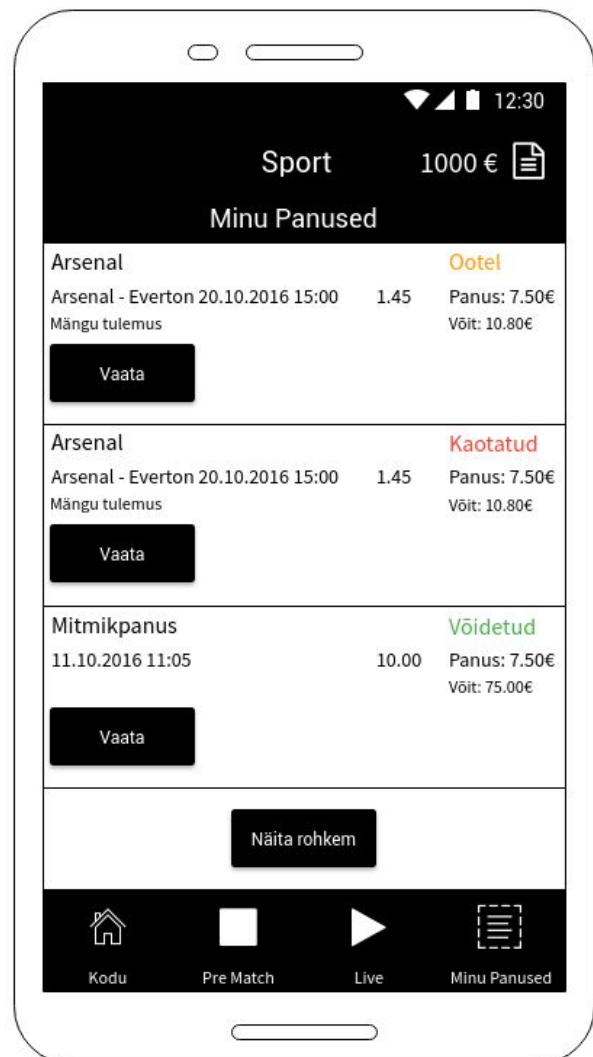 12:30
Sport 1000 €
Minu Panused
Arsenal Ootel
Arsenal - Everton 20.10.2016 15:00 1.45 Panus: 7.50€
Mängu tulemus Võit: 10.80€
Vaata
Arsenal Kaotatud
Arsenal - Everton 20.10.2016 15:00 1.45 Panus: 7.50€
Mängu tulemus Võit: 10.80€
Vaata
Mitmikpanus Võidetud
11.10.2016 11:05 10.00 Panus: 7.50€
Võit: 75.00€
Vaata
Näita rohkem
Kodu Pre Match Live Minu Panused